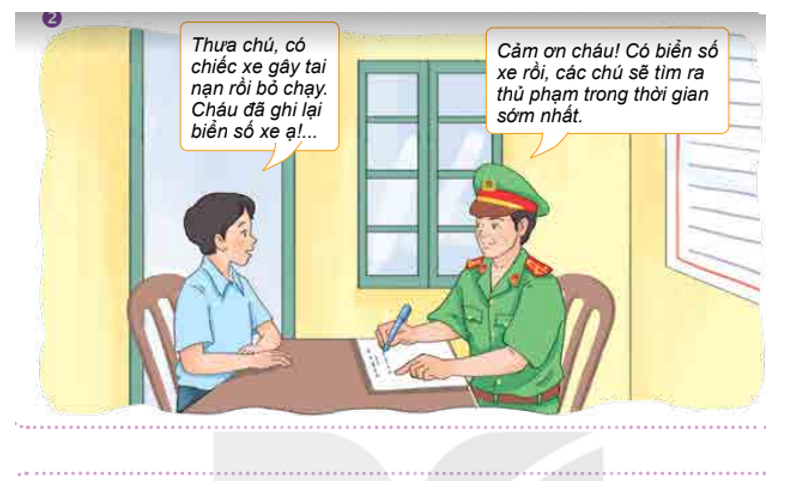 2
Thưa chú, có
chiếc xe gây tai
nạn rồi bỏ chạy.
Cháu đã ghi lại
biển số xe ạ!...
Cảm ơn cháu! Có biển số
xe rồi, các chú sẽ tìm ra
thủ phạm trong thời gian
sớm nhất.